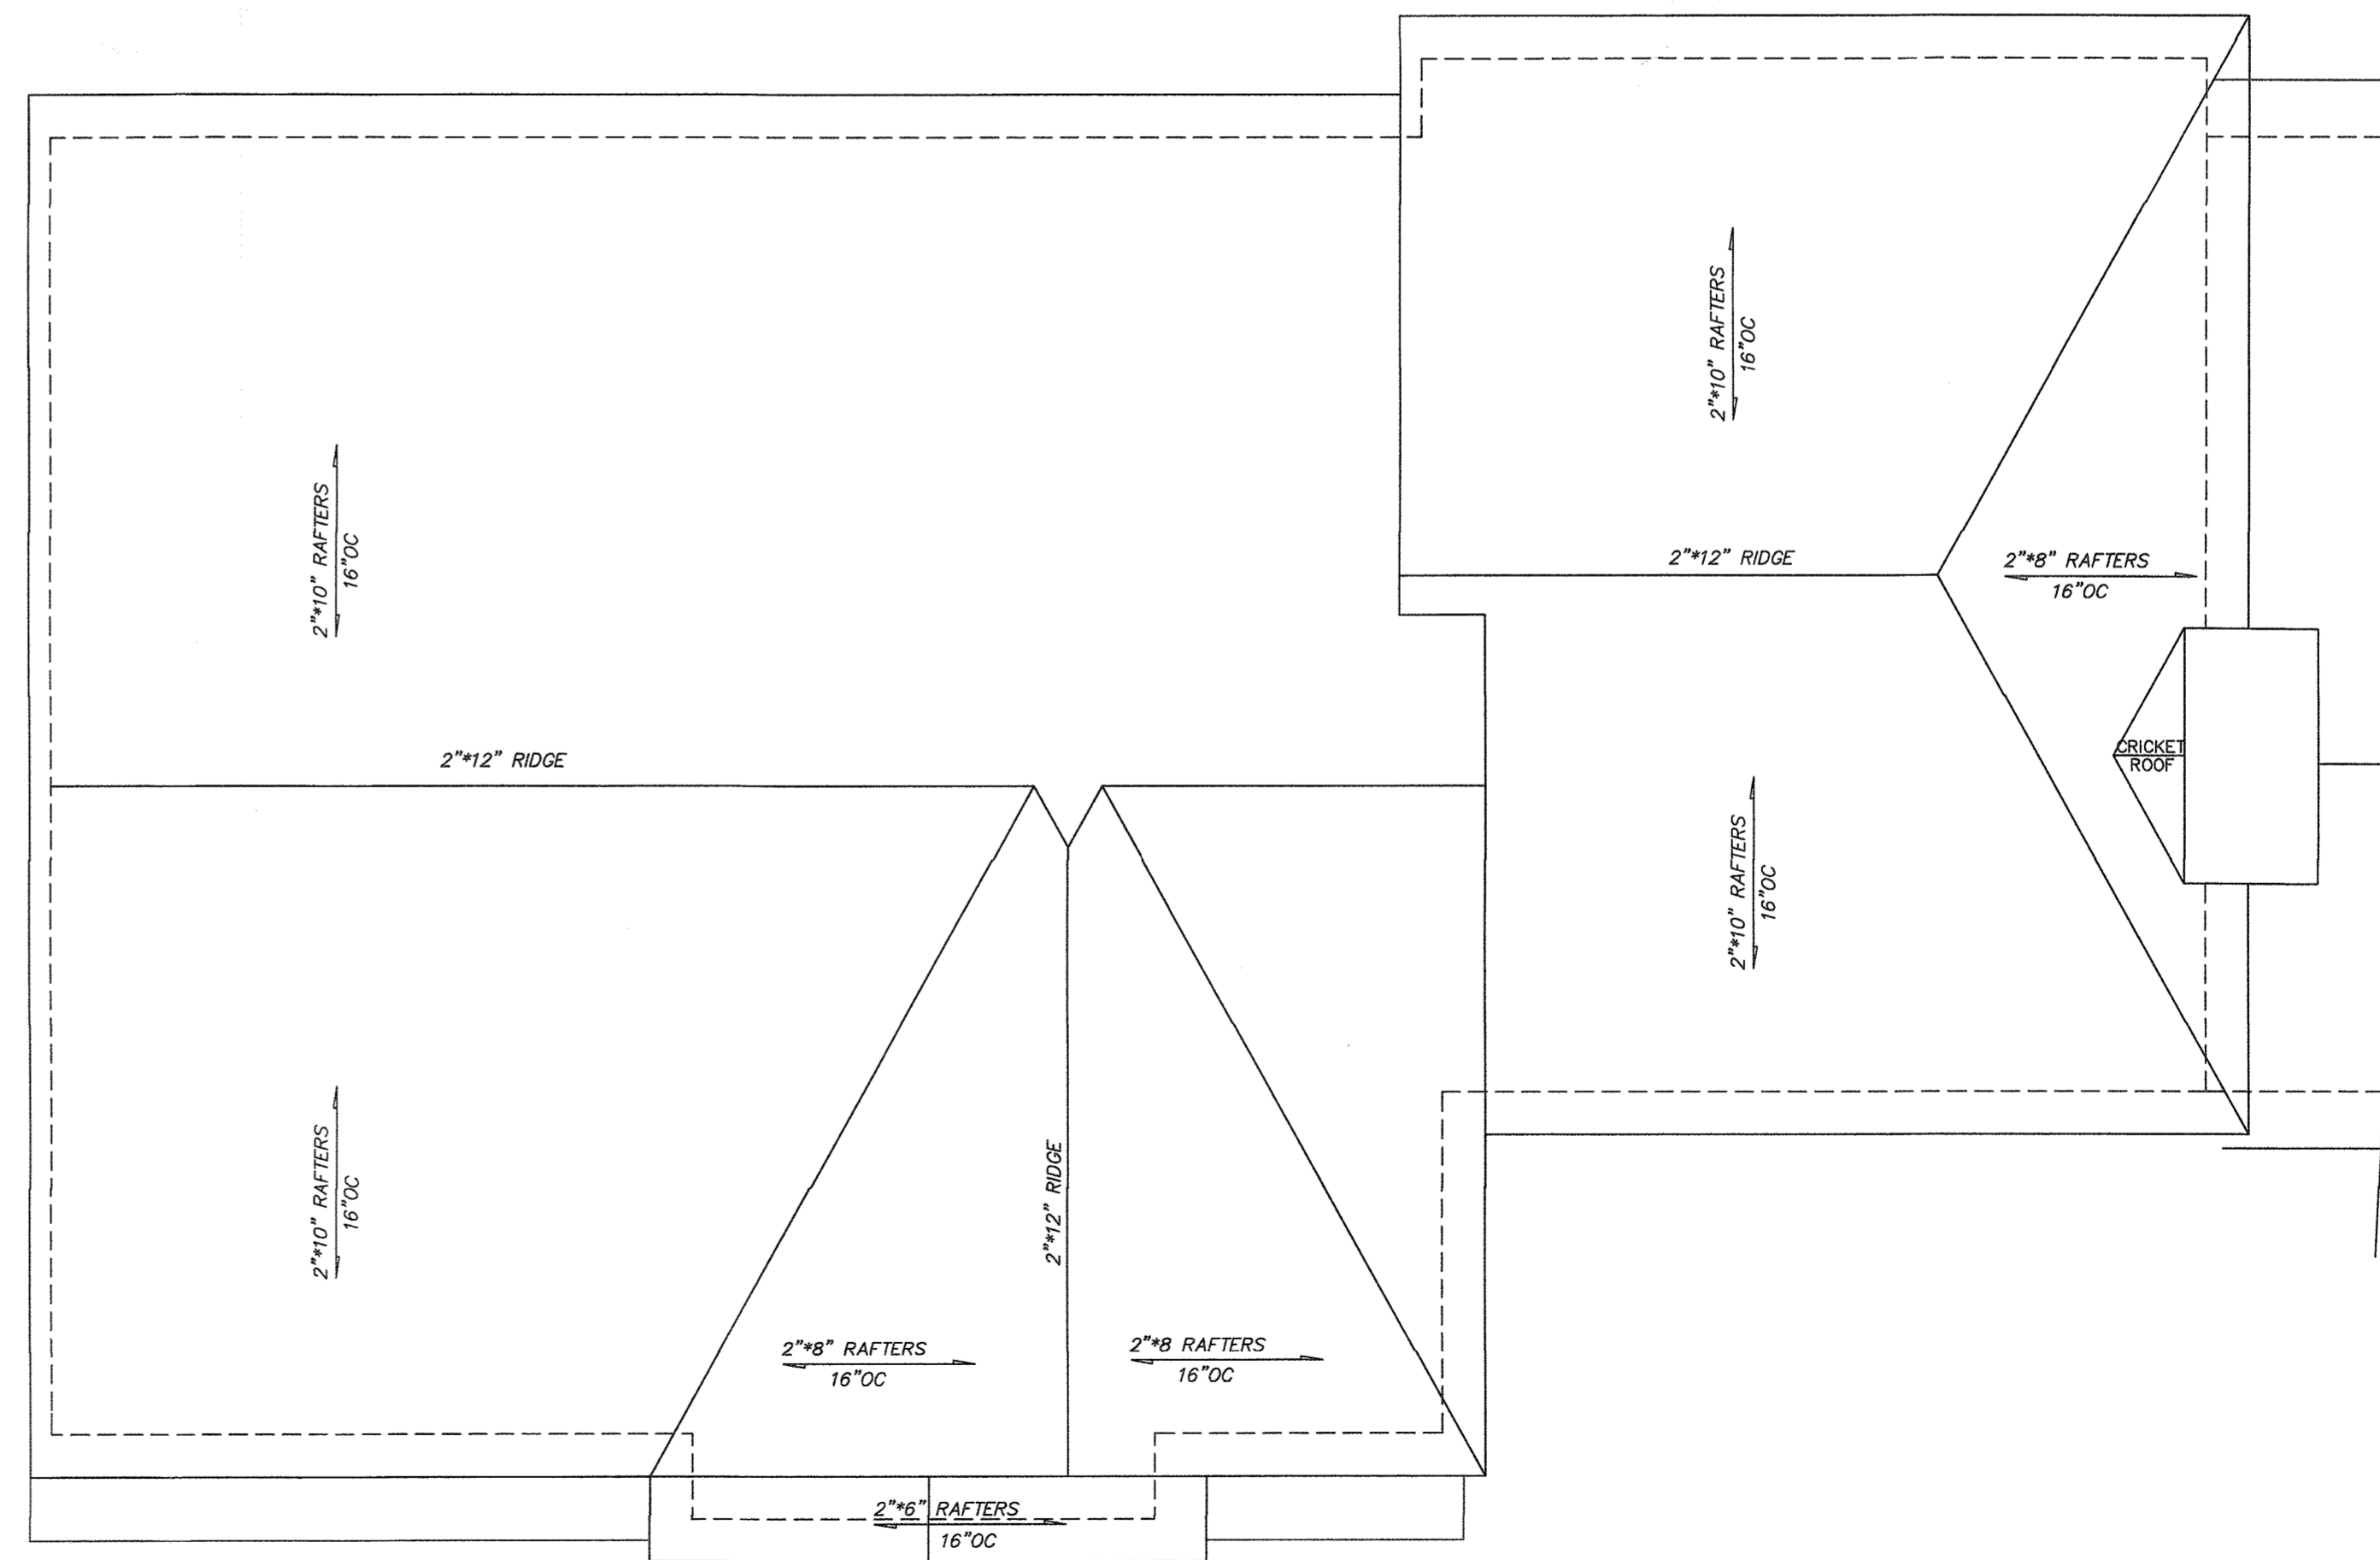 2"*10" RAFTERS
16"OC
2"*10" RAFTERS
16"OC
2"*12" RIDGE
2"*8" RAFTERS
16"OC
2"*12" RIDGE
CRICKET
ROOF
2"*10" RAFTERS
16"OC
2"*10" RAFTERS
16"OC
2"*12" RIDGE
2"*8" RAFTERS
16"OC
2"*8 RAFTERS
16"OC
2"*6" RAFTERS
16"OC